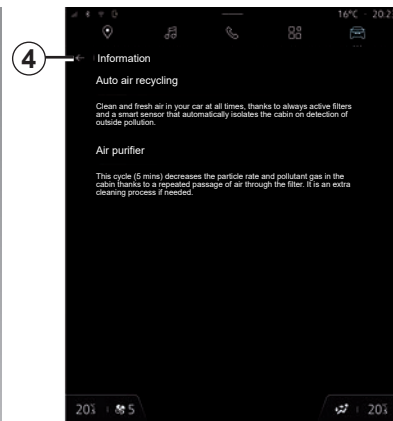 16°C
20:2
4
Information
Auto air recycling
Clean and fresh air in your car at all times, thanks to always active filters
and a smart sensor that automatically isolates the cabin on detection of
outside pollution.
Air purifier
This cycle (5 mins) decreases the particle rate and pollutant gas in the
cabin thanks to a repeated passage of air through the filter. It is an extra
cleaning process if needed.
5